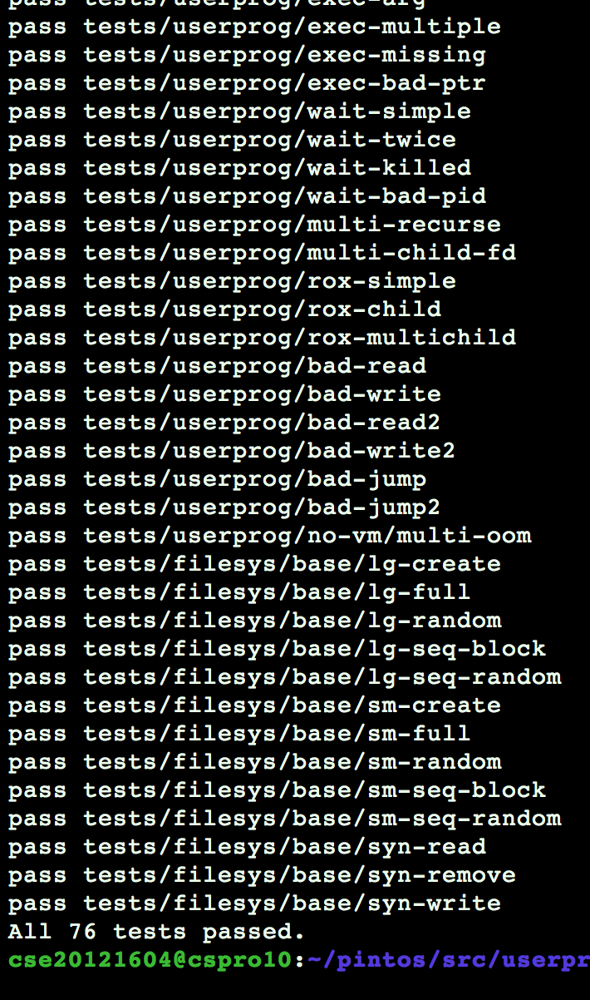 pass tests/userprog/exec-arg
pass tests/userprog/exec-multiple
pass tests/userprog/exec-missing
pass tests/userprog/exec-bad-ptr
pass tests/userprog/wait-simple
pass tests/userprog/wait-twice
pass tests/userprog/wait-killed
pass tests/userprog/wait-bad-pid
pass tests/userprog/multi-recurse
pass tests/userprog/multi-child-fd
pass tests/userprog/rox-simple
pass tests/userprog/rox-child
pass tests/userprog/rox-multichild
pass tests/userprog/bad-read
pass tests/userprog/bad-write
pass tests/userprog/bad-read2
pass tests/userprog/bad-write2
pass tests/userprog/bad-jump
pass tests/userprog/bad-jump2
pass tests/userprog/no-vm/multi-oom
pass tests/filesys/base/lg-create
pass tests/filesys/base/lg-full
pass tests/filesys/base/lg-random
pass tests/filesys/base/lg-seq-block
pass tests/filesys/base/lg-seq-random
pass tests/filesys/base/sm-create
pass tests/filesys/base/sm-full
pass tests/filesys/base/sm-random
pass tests/filesys/base/sm-seq-block
pass tests/filesys/base/sm-seq-random
pass tests/filesys/base/syn-read
pass tests/filesys/base/syn-remove
pass tests/filesys/base/syn-write
All 76 tests passed.
cse20121604@cspro10:~/pintos/src/userpr